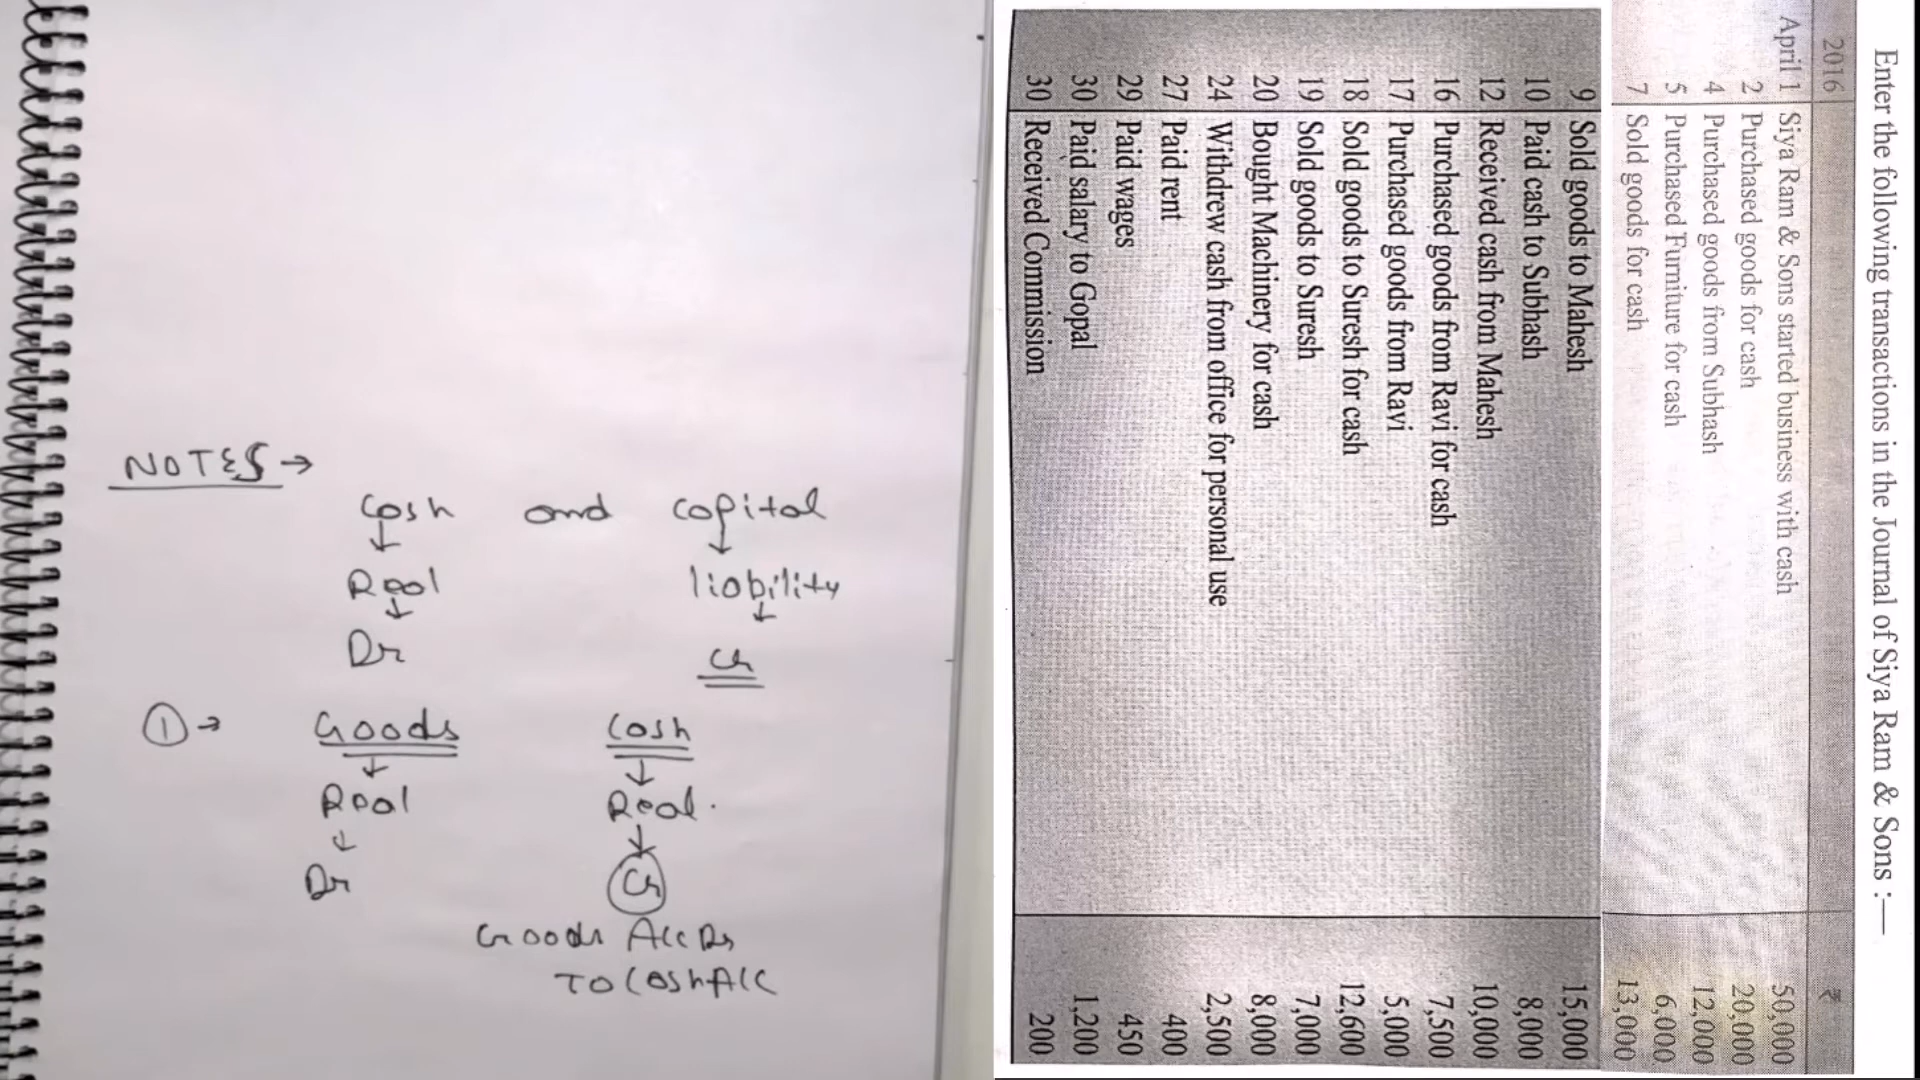 NOTES →
Cash and Capital
↓ ↓
Real liability
↓ ↓
Dr Cr
① → Goods Cash
↓ ↓
Real Real.
↓ ↓
Dr Cr
Goods Acc Dr
To Cash Acc
Enter the following transactions in the Journal of Siya Ram & Sons :—
2016 ₹
April 1 Siya Ram & Sons started business with cash 50,000
2 Purchased goods for cash 20,000
4 Purchased goods from Subhash 12,000
5 Purchased Furniture for cash 6,000
7 Sold goods for cash 13,000
9 Sold goods to Mahesh 15,000
10 Paid cash to Subhash 8,000
12 Received cash from Mahesh 10,000
16 Purchased goods from Ravi for cash 7,500
17 Purchased goods from Ravi 5,000
18 Sold goods to Suresh for cash 12,600
19 Sold goods to Suresh 7,000
20 Bought Machinery for cash 8,000
24 Withdrew cash from office for personal use 2,500
27 Paid rent 400
29 Paid wages 450
30 Paid salary to Gopal 1,200
30 Received Commission 200